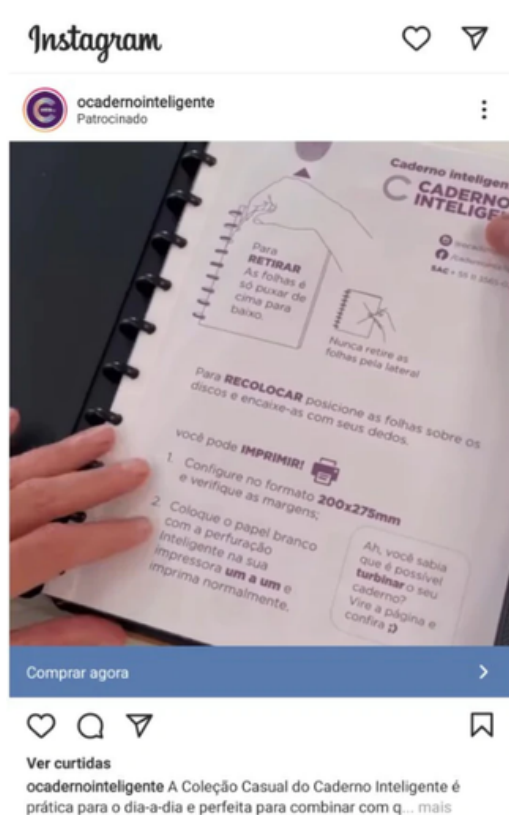 Instagram
ocadernointeligente
Patrocinado
Caderno inteligen
CADERNO
INTELIGE
SAC
Para
RETIRAR
As folhas é
só puxar de
cima para
baixo.
Nunca retire as
folhas pela lateral
Para RECOLOCAR posicione as folhas sobre os
discos e encaixe-as com seus dedos.
você pode IMPRIMIR!
1. Configure no formato 200x275mm
e verifique as margens;
2. Coloque o papel branco
com a perfuração
Inteligente na sua
impressora um a um e
imprima normalmente.
Ah, você sabia
que é possível
turbinar o seu
caderno?
Vire a página e
confira ;)
Comprar agora
Ver curtidas
ocadernointeligente A Coleção Casual do Caderno Inteligente é
prática para o dia-a-dia e perfeita para combinar com q... mais